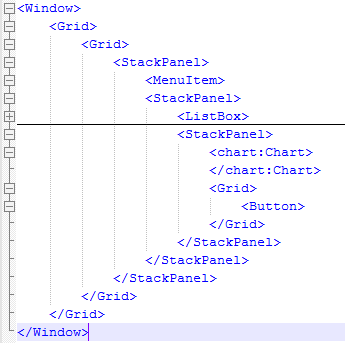 <Window>
<Grid>
<Grid>
<StackPanel>
<MenuItem>
<StackPanel>
<ListBox>
<StackPanel>
<chart:Chart>
</chart:Chart>
<Grid>
<Button>
</Grid>
</StackPanel>
</StackPanel>
</StackPanel>
</Grid>
</Grid>
</Window>